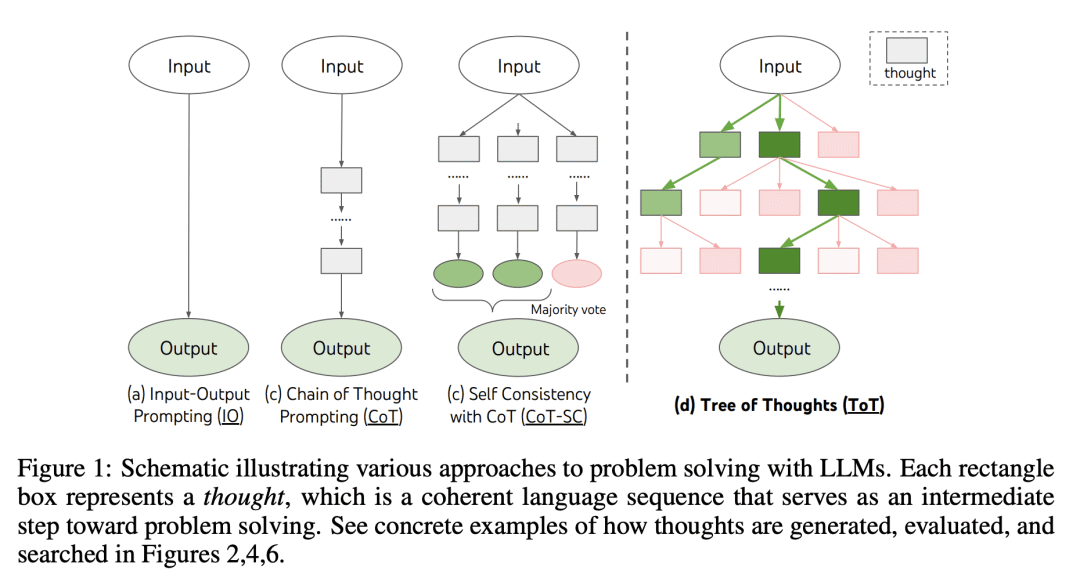 Input
Input
Input
Input
thought
......
......
......
......
......
Majority vote
Output
Output
Output
Output
(a) Input-Output
Prompting (IO)
(c) Chain of Thought
Prompting (CoT)
(c) Self Consistency
with CoT (CoT-SC)
(d) Tree of Thoughts (ToT)
Figure 1: Schematic illustrating various approaches to problem solving with LLMs. Each rectangle
box represents a thought, which is a coherent language sequence that serves as an intermediate
step toward problem solving. See concrete examples of how thoughts are generated, evaluated, and
searched in Figures 2,4,6.